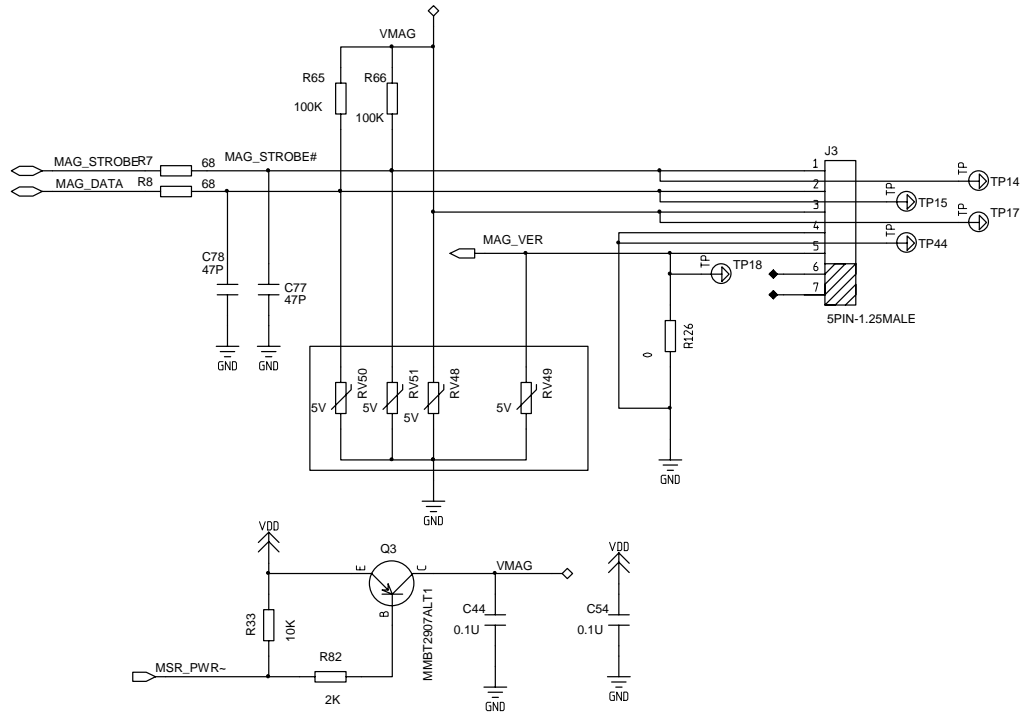 VMAG
R65
R66
100K
100K
J3
MAG_STROBE R7 68 MAG_STROBE#
1
TP TP14
MAG_DATA R8 68
2
TP TP15
3
TP TP17
4
TP TP44
MAG_VER
5
TP TP18
6
7
C78
47P
C77
47P
5PIN-1.25MALE
R126
0
GND
GND
RV50
RV51
RV48
RV49
5V
5V
5V
5V
GND
GND
VDD
Q3
VDD
E
C
VMAG
B
MMBT2907ALT1
R33
10K
C44
0.1U
C54
0.1U
R82
MSR_PWR~
2K
GND
GND